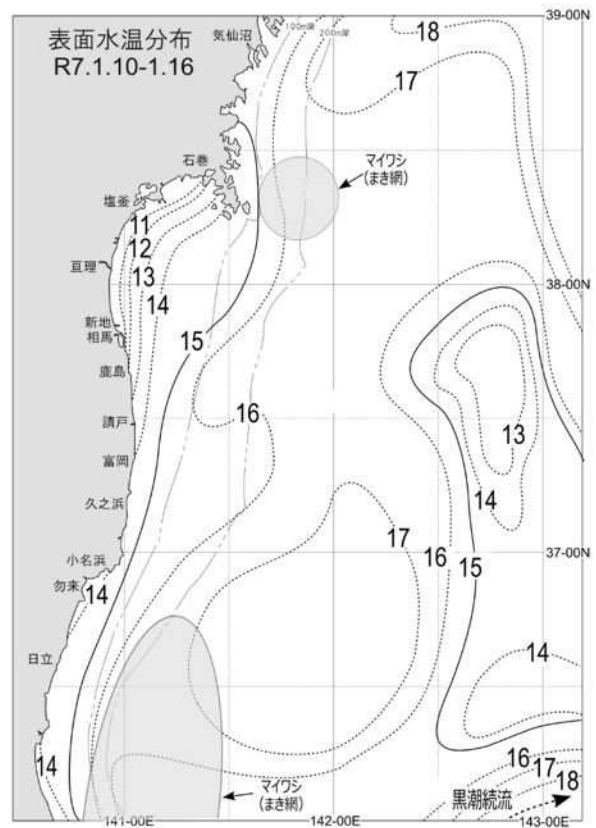 表面水温分布
R7.1.10-1.16
気仙沼
100m深
200m深
39-00N
18
17
石巻
マイワシ
(まき網)
塩釜
11
12
亘理
13
14
38-00N
新地
相馬
15
鹿島
16
請戸
13
富岡
14
久之浜
17
16
37-00N
小名浜
15
勿来
14
日立
14
14
16
17
18
マイワシ
(まき網)
黒潮続流
141-00E
142-00E
143-00E